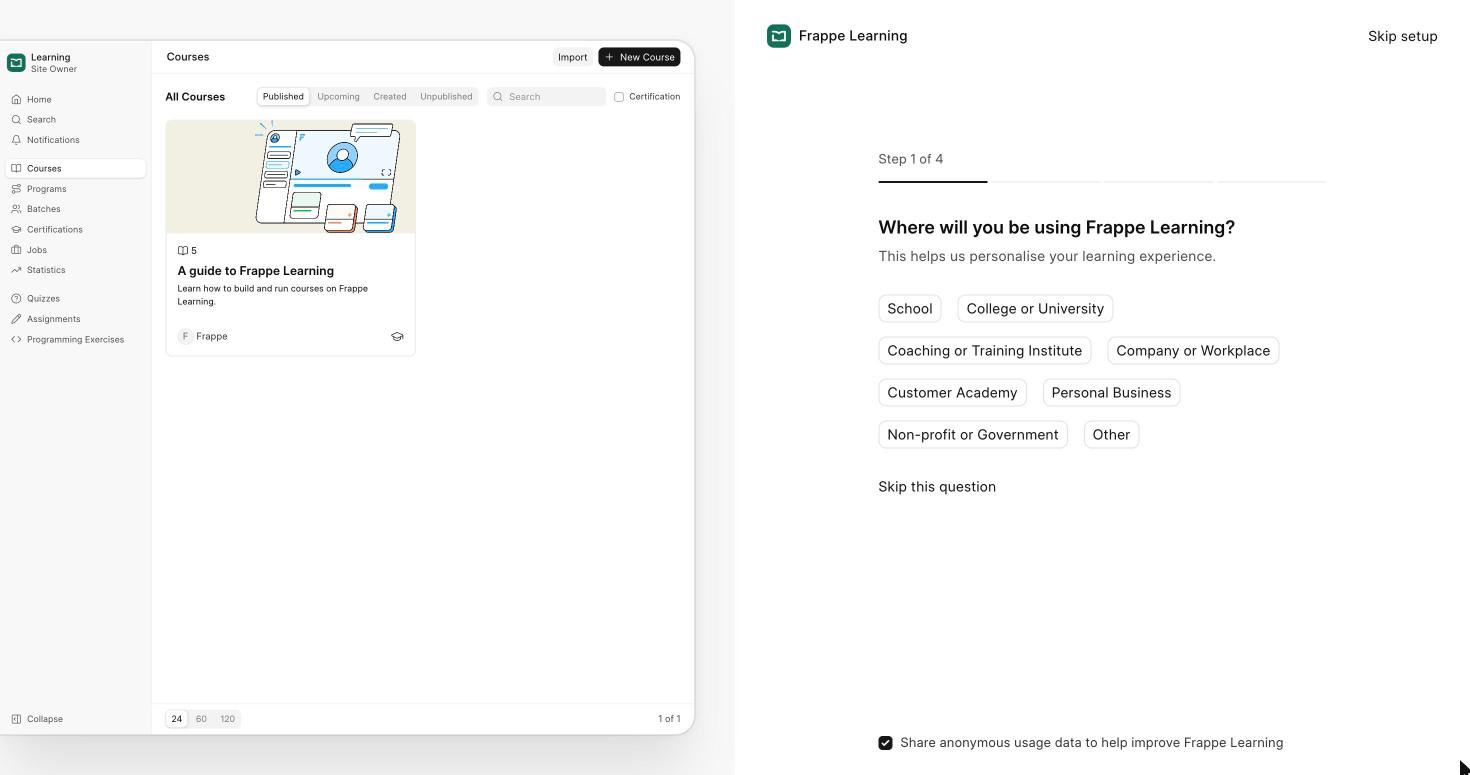 Learning
Site Owner
Home
Search
Notifications
Courses
Programs
Batches
Certifications
Jobs
Statistics
Quizzes
Assignments
Programming Exercises
Collapse
Courses
Import
+ New Course
All Courses
Published Upcoming Created Unpublished
Search
Certification
5
A guide to Frappe Learning
Learn how to build and run courses on Frappe
Learning.
F Frappe
24 60 120
1 of 1
Frappe Learning
Skip setup
Step 1 of 4
Where will you be using Frappe Learning?
This helps us personalise your learning experience.
School College or University
Coaching or Training Institute Company or Workplace
Customer Academy Personal Business
Non-profit or Government Other
Skip this question
Share anonymous usage data to help improve Frappe Learning